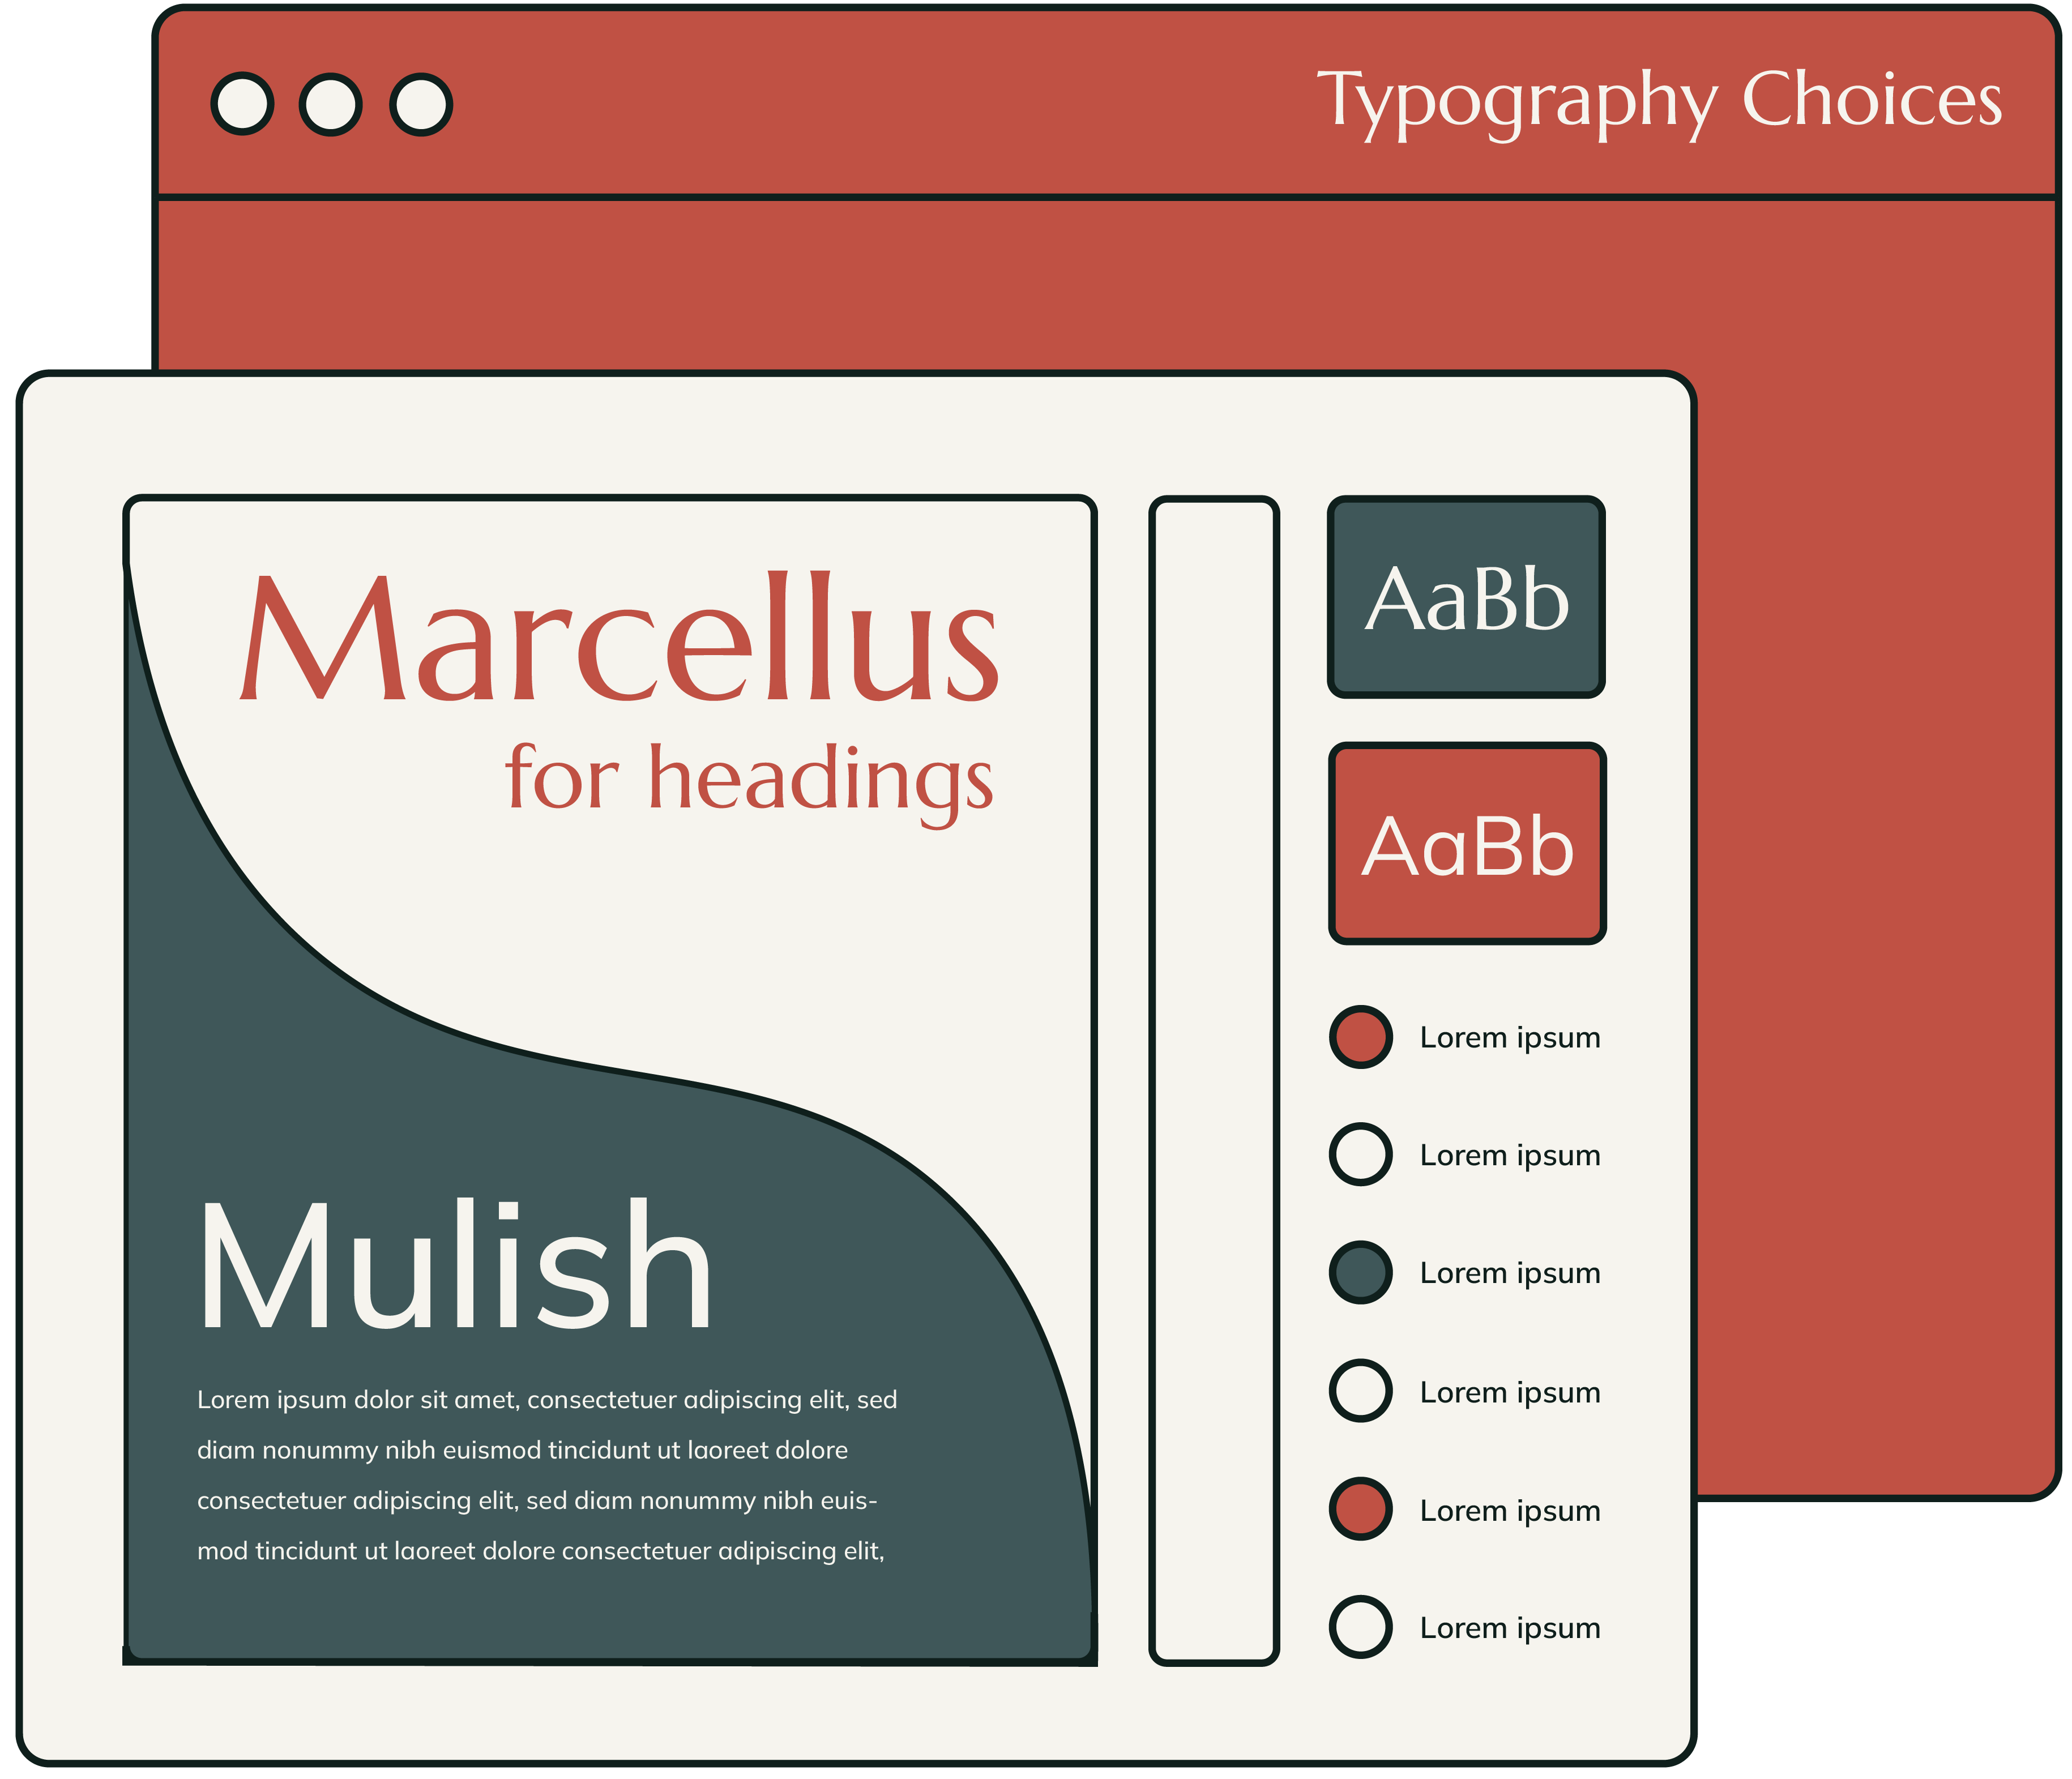 Typography Choices
Marcellus
for headings
AaBb
AaBb
Mulish
Lorem ipsum dolor sit amet, consectetuer adipiscing elit, sed
diam nonummy nibh euismod tincidunt ut laoreet dolore
consectetuer adipiscing elit, sed diam nonummy nibh euis-
mod tincidunt ut laoreet dolore consectetuer adipiscing elit,
Lorem ipsum
Lorem ipsum
Lorem ipsum
Lorem ipsum
Lorem ipsum
Lorem ipsum